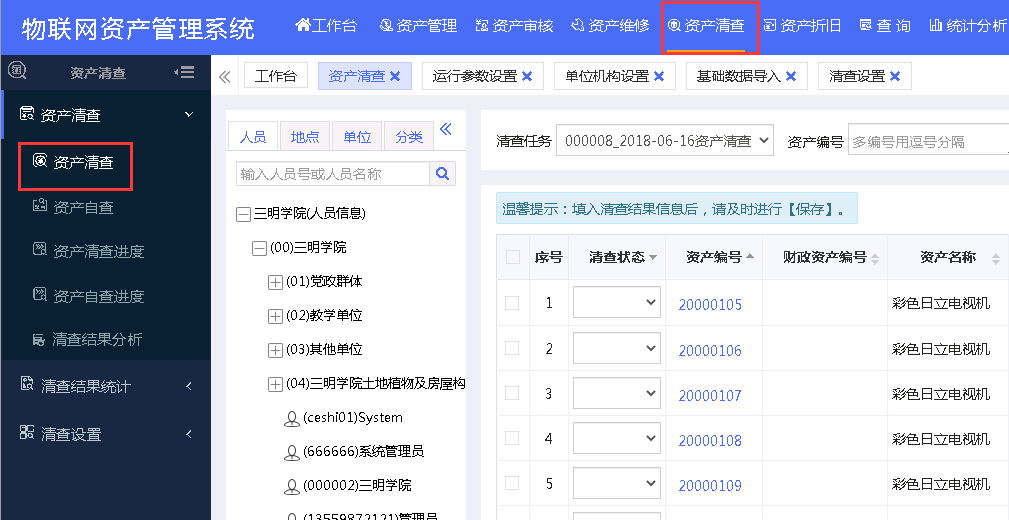 物联网资产管理系统 工作台 资产管理 资产审核 资产维修 资产清查 资产折旧 查 询 统计分析
资产清查
资产清查
资产清查
资产自查
资产清查进度
资产自查进度
清查结果分析
清查结果统计
清查设置
工作台 资产清查 运行参数设置 单位机构设置 基础数据导入 清查设置
人员 地点 单位 分类
输入人员号或人员名称
三明学院(人员信息)
(00)三明学院
(01)党政群体
(02)教学单位
(03)其他单位
(04)三明学院土地植物及房屋构
(ceshi01)System
(666666)系统管理员
(000002)三明学院
(13559872121)管理员
清查任务 000008_2018-06-16资产清查 资产编号 多编号用逗号分隔
温馨提示：填入清查结果信息后，请及时进行【保存】。
序号 清查状态 资产编号 财政资产编号 资产名称
1 20000105 彩色日立电视机
2 20000106 彩色日立电视机
3 20000107 彩色日立电视机
4 20000108 彩色日立电视机
5 20000109 彩色日立电视机